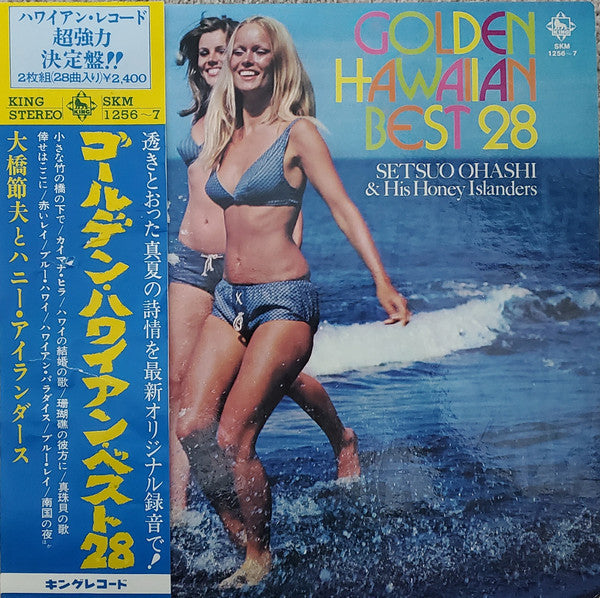 ハワイアン・レコード
超強力
決定盤!!
2枚組(28曲入り)¥2,400
KING
STEREO
KING
SKM
1256~7
透きとおった真夏の詩情を最新オリジナル録音で!
ゴールデン・ハワイアン・ベスト28
小さな竹の橋の下で/カイマナ・ヒラ/ハワイの結婚の歌/珊瑚礁の彼方に/真珠貝の歌
倖せはここに/赤いレイ/ブルー・ハワイ/ハワイアン・パラダイス/ブルー・レイ/南国の夜ほか
大橋節夫とハニー・アイランダース
キングレコード
GOLDEN
HAWAIIAN
BEST 28
SETSUO OHASHI
& His Honey Islanders
KING
SKM
1256~7